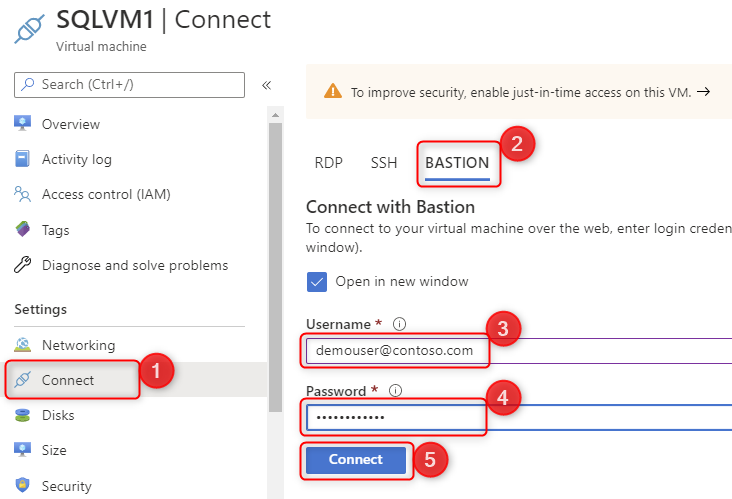 SQLVM1 | Connect
Virtual machine
Search (Ctrl+/)
«
Overview
Activity log
Access control (IAM)
Tags
Diagnose and solve problems
Settings
Networking
Connect
1
Disks
Size
Security
To improve security, enable just-in-time access on this VM. →
RDP SSH BASTION
2
Connect with Bastion
To connect to your virtual machine over the web, enter login creden
window).
Open in new window
Username *
3
demouser@contoso.com
Password *
4
••••••••••••
Connect
5